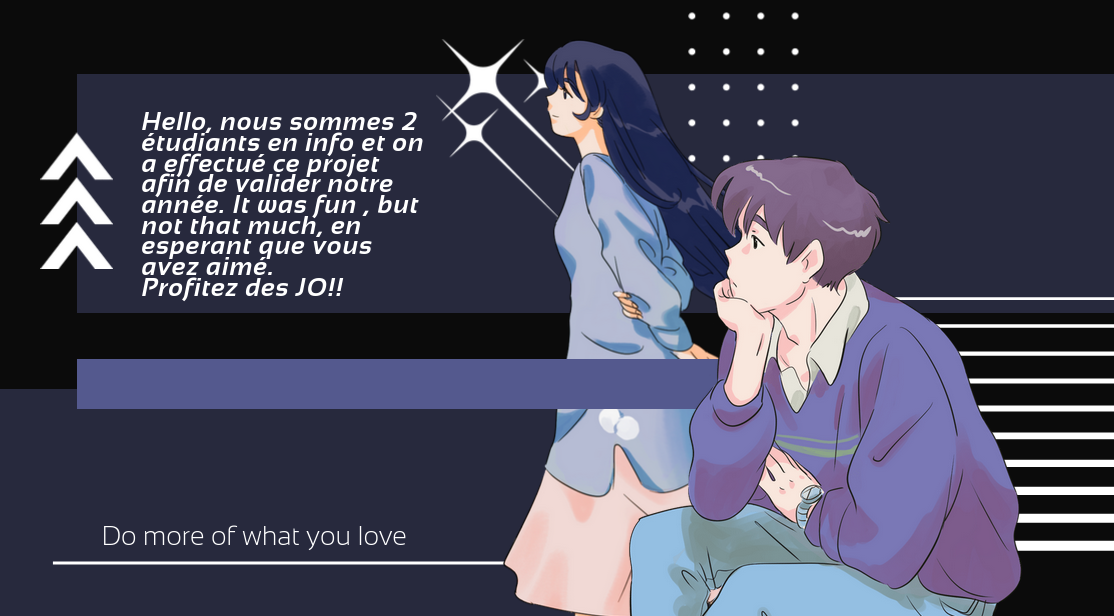 Hello, nous sommes 2
étudiants en info et on
a effectué ce projet
afin de valider notre
année. It was fun , but
not that much, en
esperant que vous
avez aimé.
Profitez des JO!!
Do more of what you love